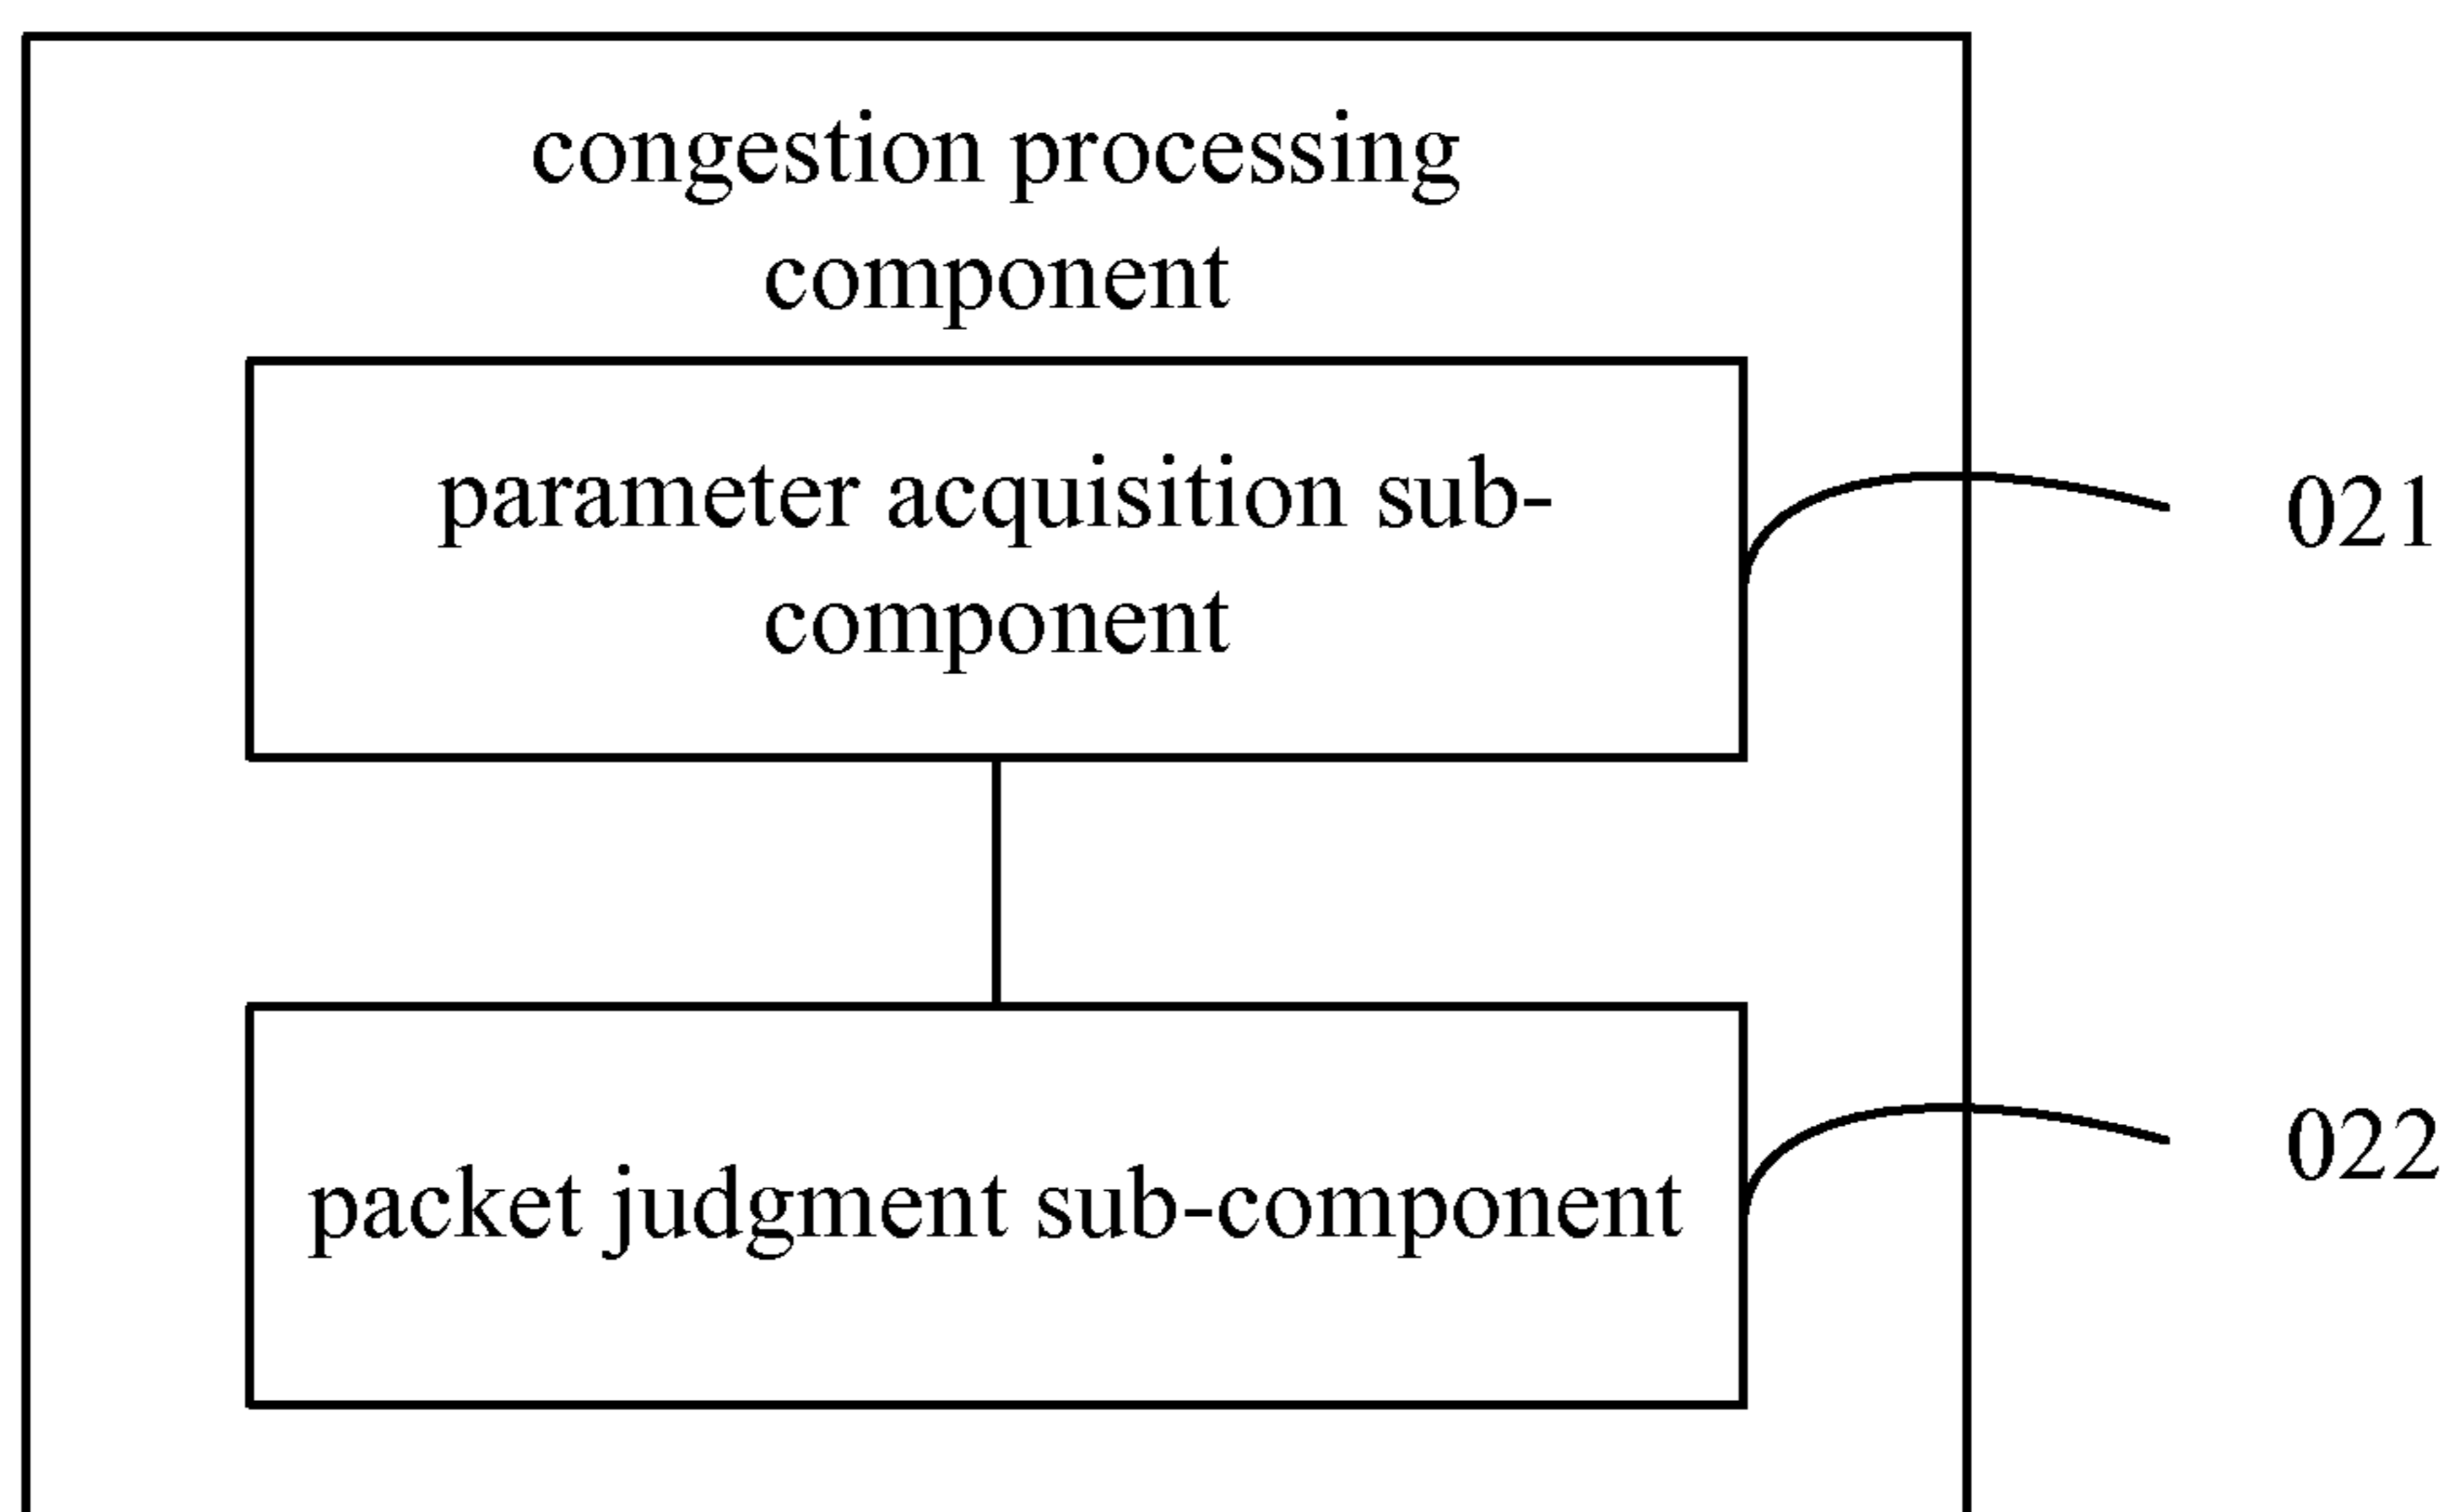 congestion processing
component
parameter acquisition sub-
component
021
packet judgment sub-component
022